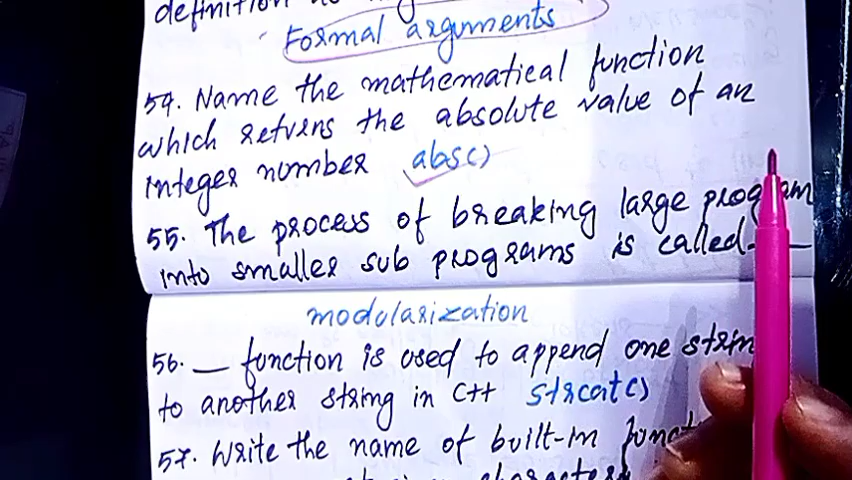 definition
Formal arguments
54. Name the mathematical function
which returns the absolute value of an
integer number abs()
55. The process of breaking large program
into smaller sub programs is called
modularization
56. __ function is used to append one
to another string in C++ strcat()
57. Write the name of built-in